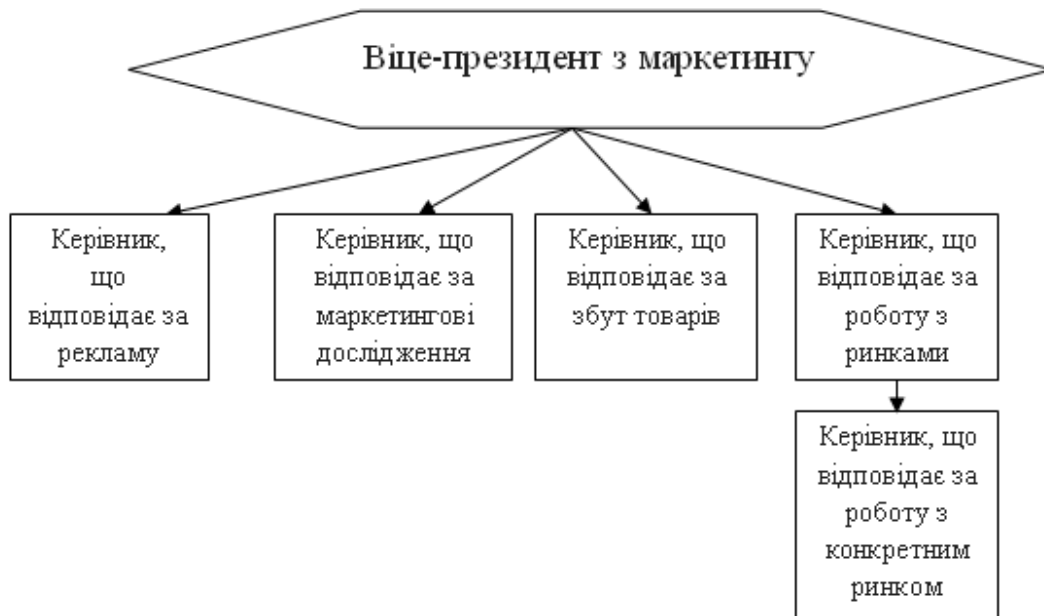 Віце-президент з маркетингу
Керівник,
що
відповідає за
рекламу
Керівник, що
відповідає за
маркетингові
дослідження
Керівник, що
відповідає за
збут товарів
Керівник, що
відповідає за
роботу з
ринками
Керівник, що
відповідає за
роботу з
конкретним
ринком